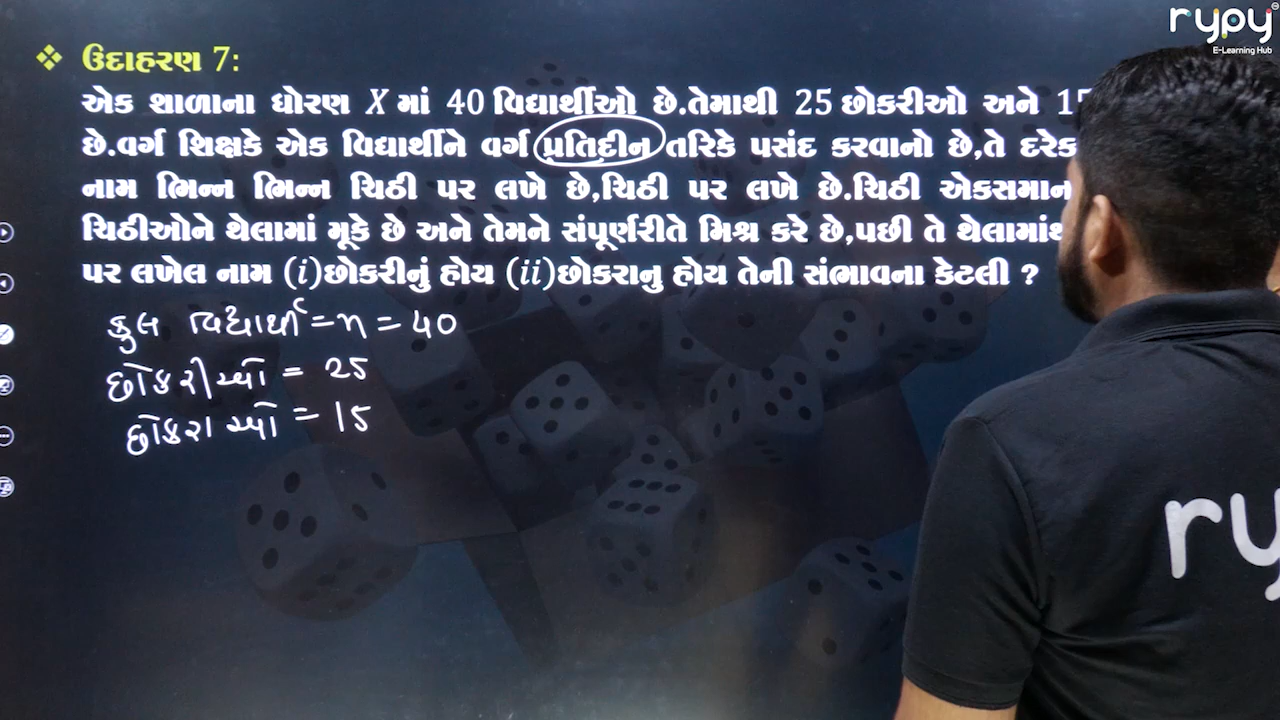 rypy
E-Learning Hub
❖ ઉદાહરણ 7:
એક શાળાના ધોરણ X માં 40 વિદ્યાર્થીઓ છે.તેમાથી 25 છોકરીઓ અને 15
છે.વર્ગ શિક્ષકે એક વિદ્યાર્થીને વર્ગ પ્રતિદીન તરિકે પસંદ કરવાનો છે,તે દરેક
નામ ભિન્ન ભિન્ન ચિઠી પર લખે છે,ચિઠી પર લખે છે.ચિઠી એકસમાન
ચિઠીઓને થેલામાં મૂકે છે અને તેમને સંપૂર્ણરીતે મિશ્ર કરે છે,પછી તે
પર લખેલ નામ (i)છોકરીનું હોય (ii)છોકરાનુ હોય તેની સંભાવના કેટલી ?
કુલ વિદ્યાર્થી = n = 40
છોકરીઓ = 25
છોકરાઓ = 15
ry